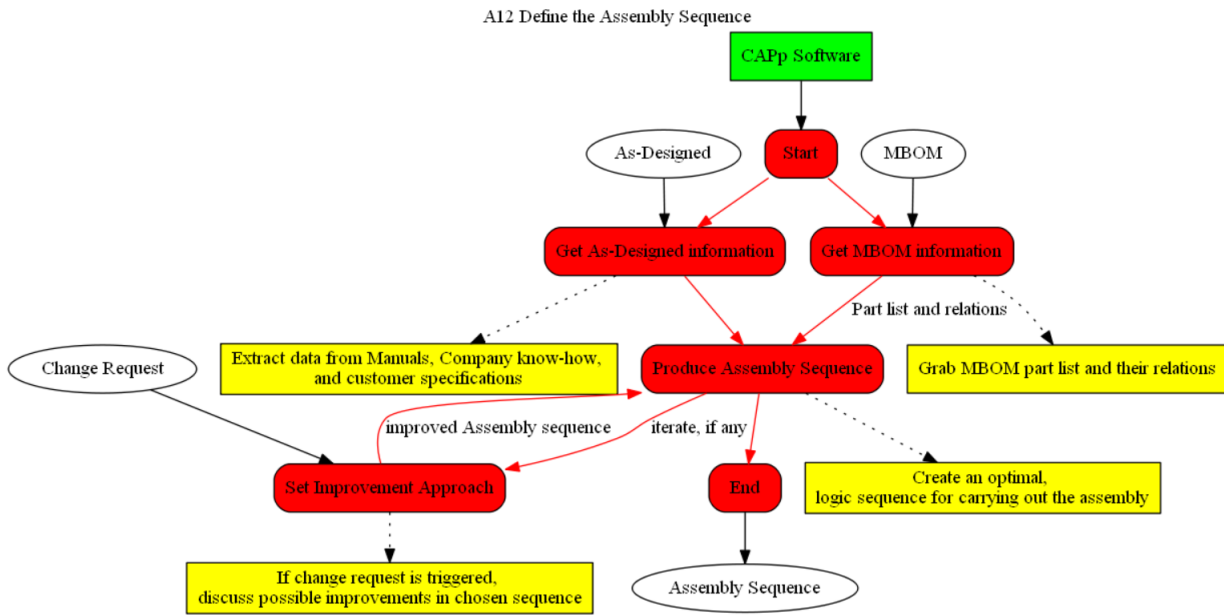 A12 Define the Assembly Sequence
CAPp Software
As-Designed
Start
MBOM
Get As-Designed information
Get MBOM information
Part list and relations
Change Request
Extract data from Manuals, Company know-how,
and customer specifications
Produce Assembly Sequence
Grab MBOM part list and their relations
improved Assembly sequence
iterate, if any
Set Improvement Approach
End
Create an optimal,
logic sequence for carrying out the assembly
If change request is triggered,
discuss possible improvements in chosen sequence
Assembly Sequence